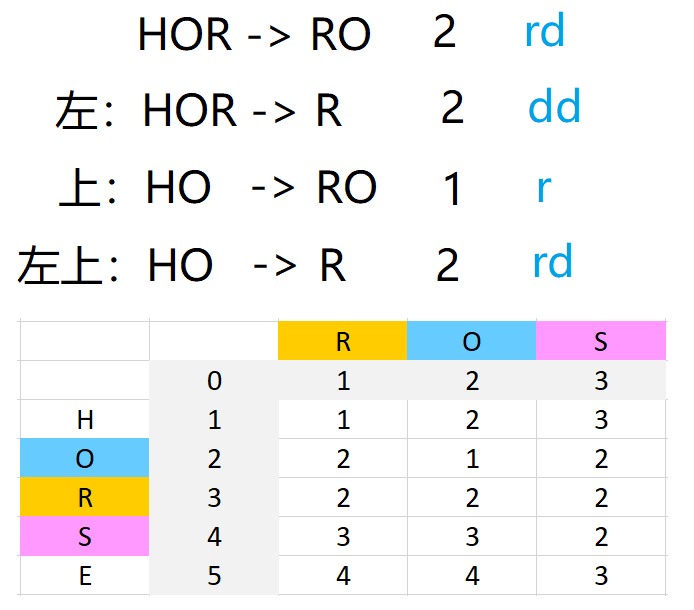 HOR -> RO 2 rd
左：HOR -> R 2 dd
上：HO -> RO 1 r
左上：HO -> R 2 rd
R O S
0 1 2 3
H 1 1 2 3
O 2 2 1 2
R 3 2 2 2
S 4 3 3 2
E 5 4 4 3